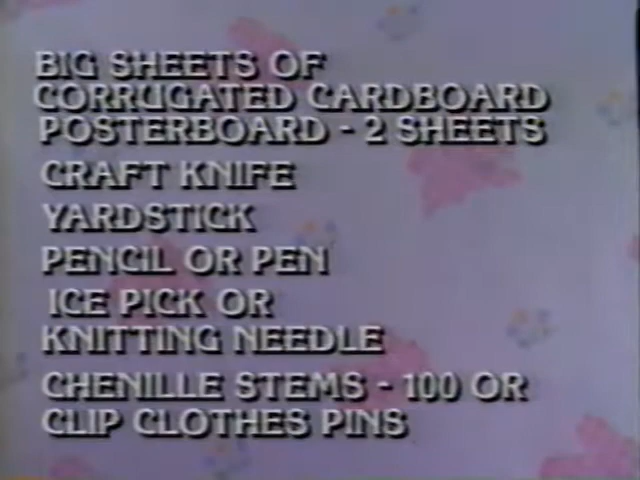 BIG SHEETS OF
CORRUGATED CARDBOARD
POSTERBOARD - 2 SHEETS
CRAFT KNIFE
YARDSTICK
PENCIL OR PEN
ICE PICK OR
KNITTING NEEDLE
CHENILLE STEMS - 100 OR
CLIP CLOTHES PINS